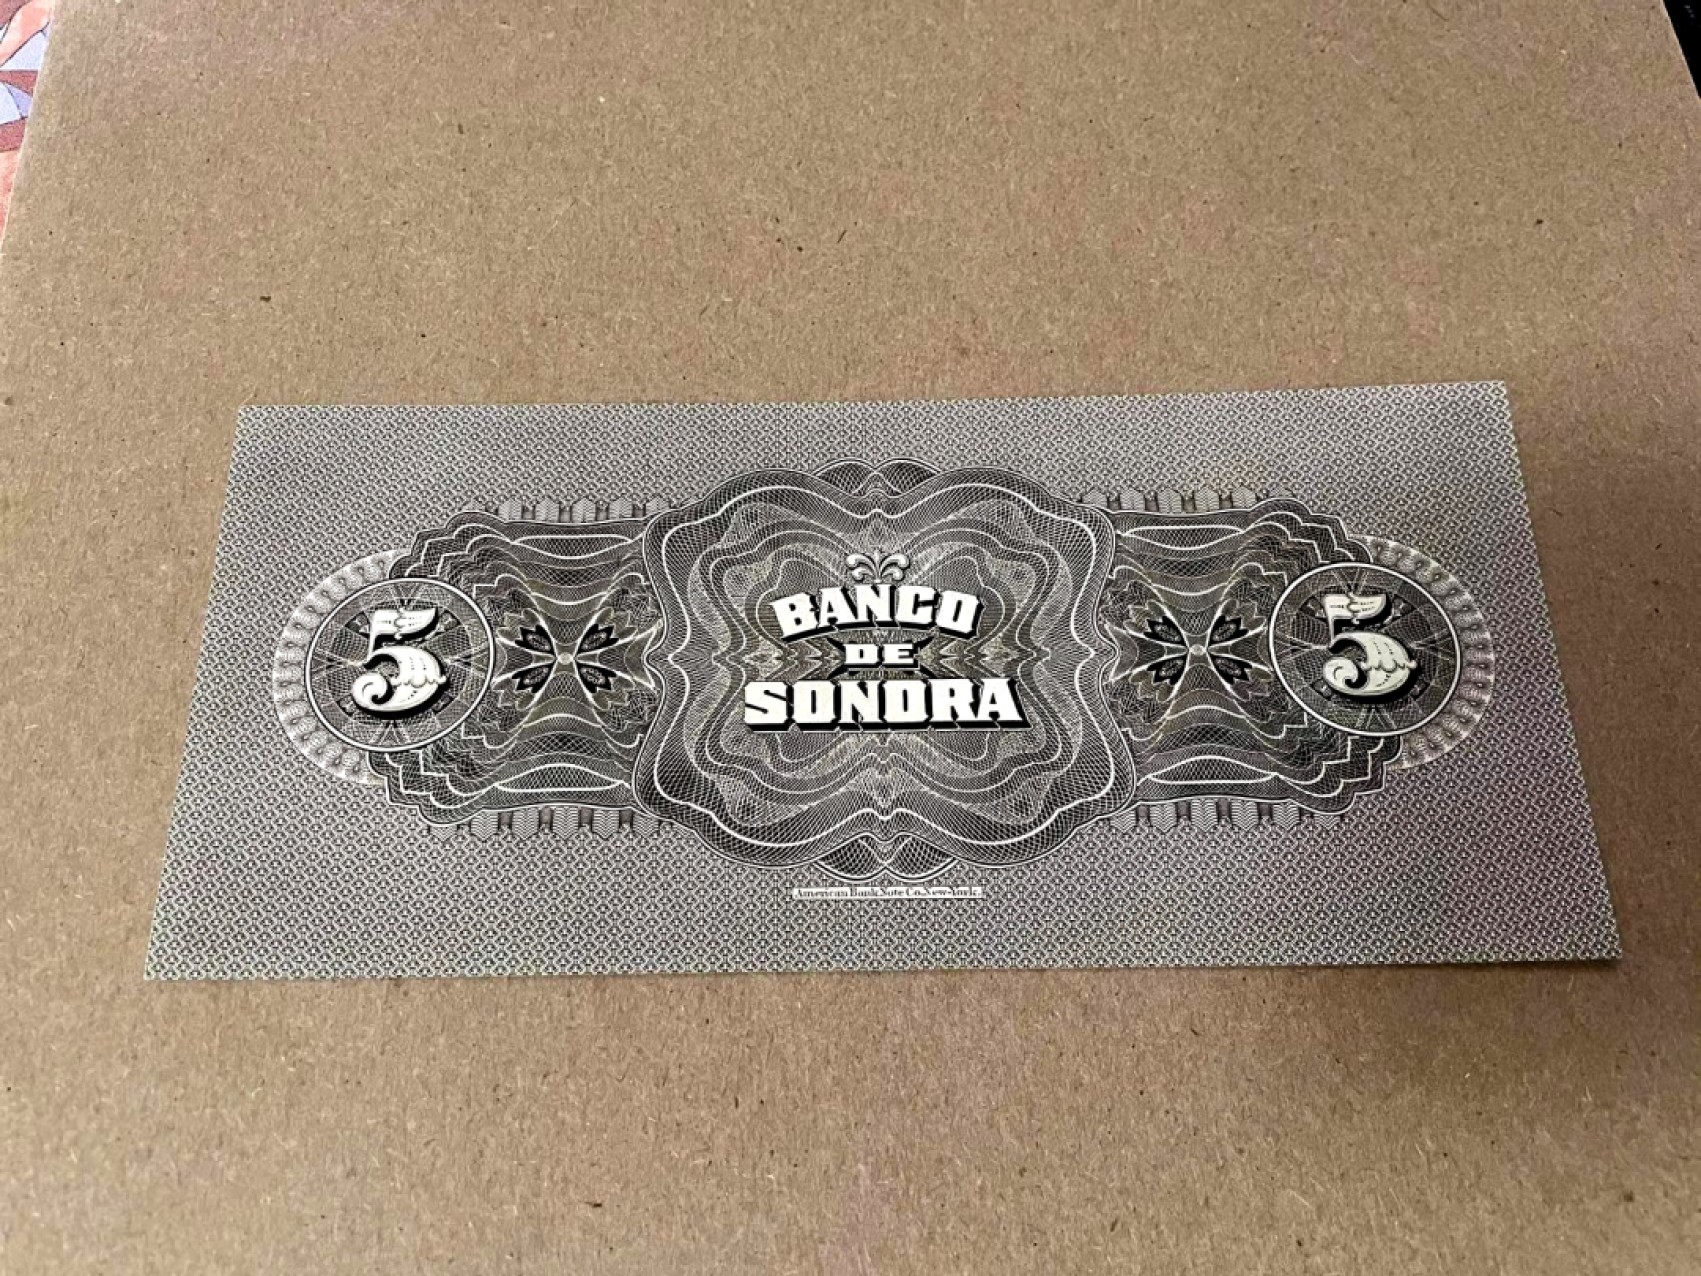 BANCO
DE
SONORA
5
5
American Bank Note Co. New-York.